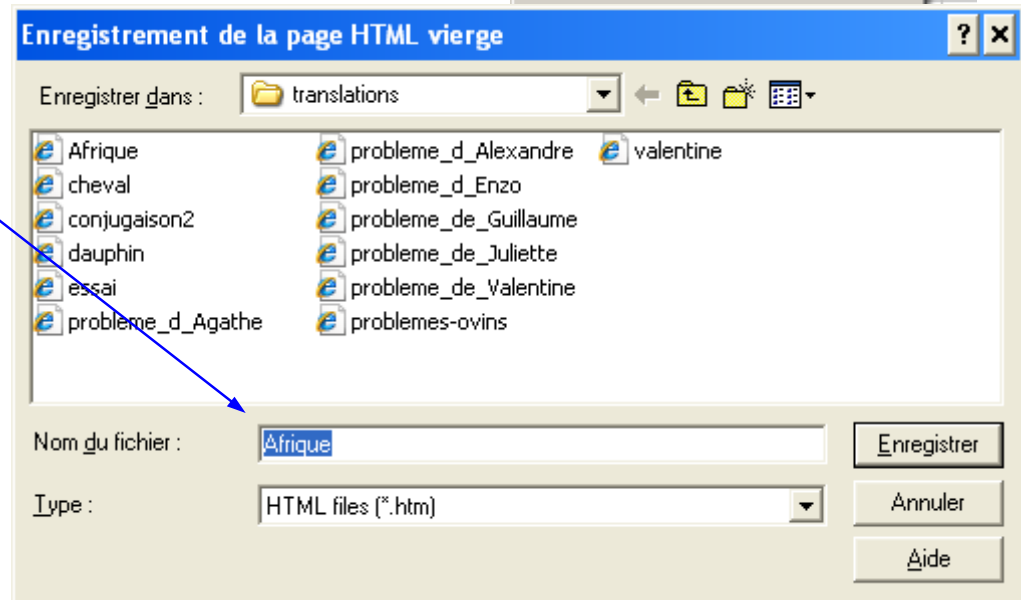 Enregistrement de la page HTML vierge
Enregistrer dans : translations
Afrique
cheval
conjugaison2
dauphin
essai
probleme_d_Agathe
probleme_d_Alexandre
probleme_d_Enzo
probleme_de_Guillaume
probleme_de_Juliette
probleme_de_Valentine
problemes-ovins
valentine
Nom du fichier : Afrique Enregistrer
Type : HTML files (*.htm) Annuler
Aide